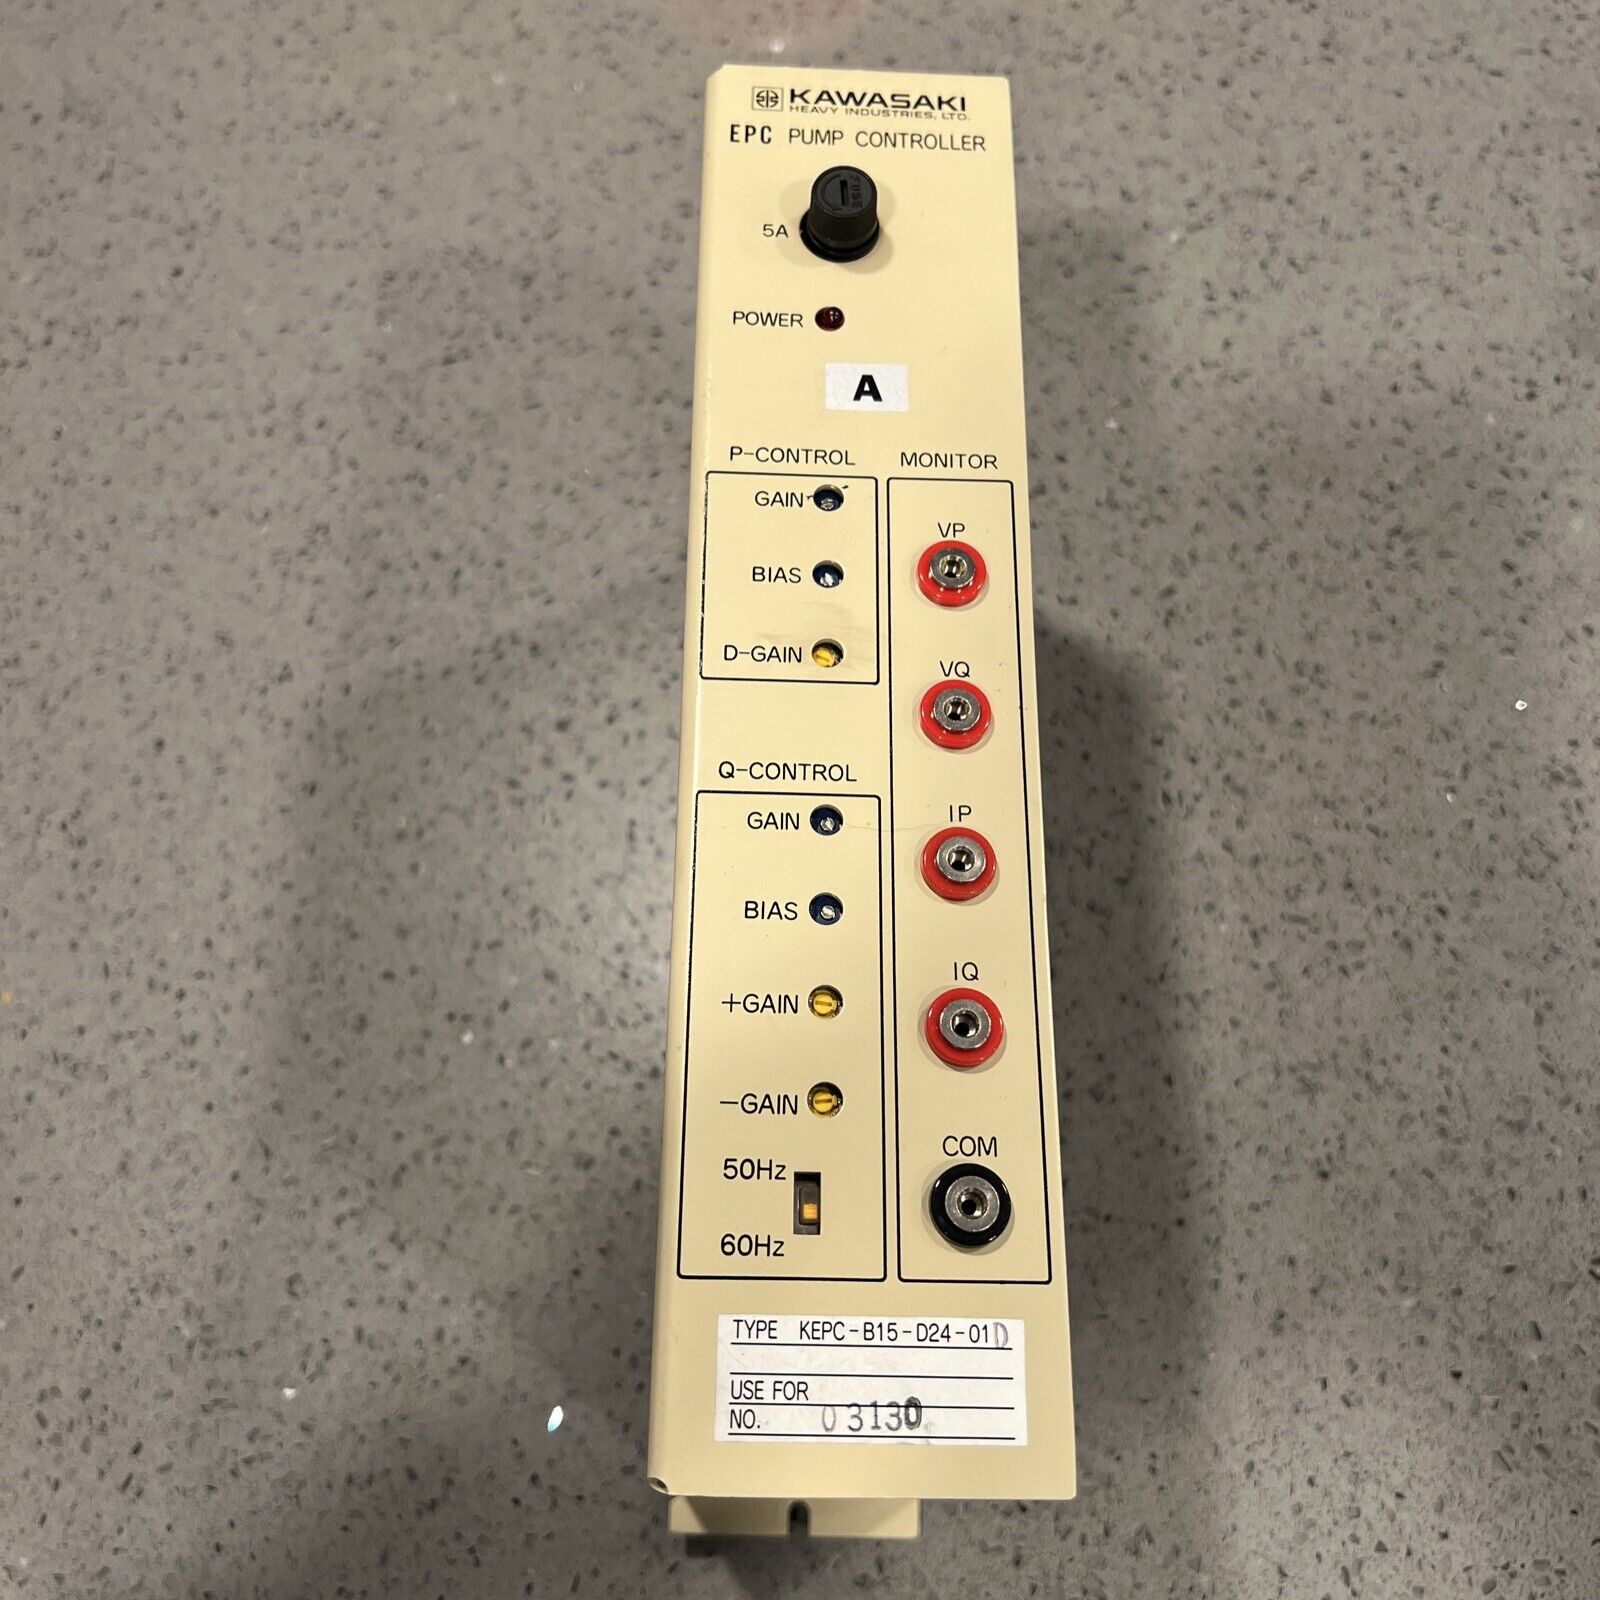 KAWASAKI
HEAVY INDUSTRIES, LTD.
EPC PUMP CONTROLLER
FUSE
5A
POWER
A
P-CONTROL
GAIN
BIAS
D-GAIN
Q-CONTROL
GAIN
BIAS
+GAIN
-GAIN
50Hz
60Hz
MONITOR
VP
VQ
IP
IQ
COM
TYPE KEPC-B15-D24-01D
USE FOR
NO. 03130